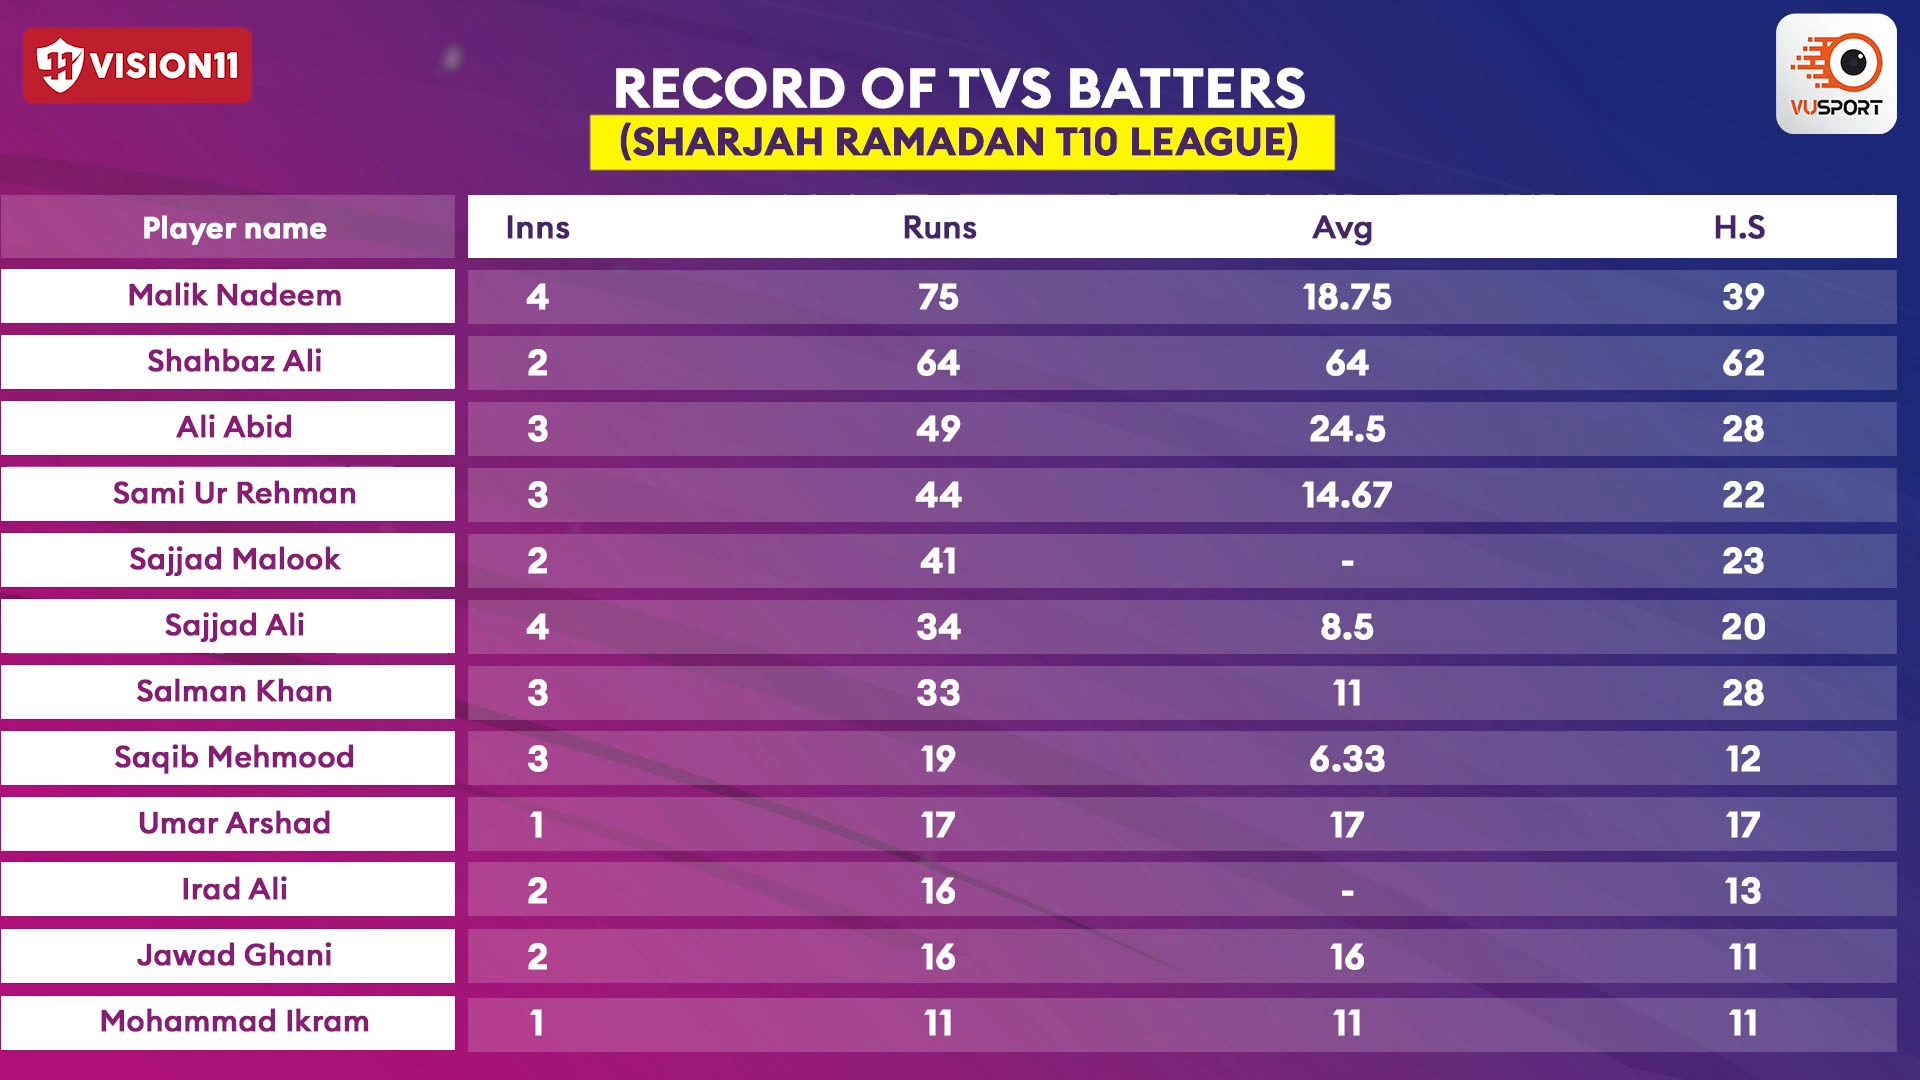 VISION11
RECORD OF TVS BATTERS
(SHARJAH RAMADAN T10 LEAGUE)
VUSPORT
Player name Inns Runs Avg H.S
Malik Nadeem 4 75 18.75 39
Shahbaz Ali 2 64 64 62
Ali Abid 3 49 24.5 28
Sami Ur Rehman 3 44 14.67 22
Sajjad Malook 2 41 - 23
Sajjad Ali 4 34 8.5 20
Salman Khan 3 33 11 28
Saqib Mehmood 3 19 6.33 12
Umar Arshad 1 17 17 17
Irad Ali 2 16 - 13
Jawad Ghani 2 16 16 11
Mohammad Ikram 1 11 11 11